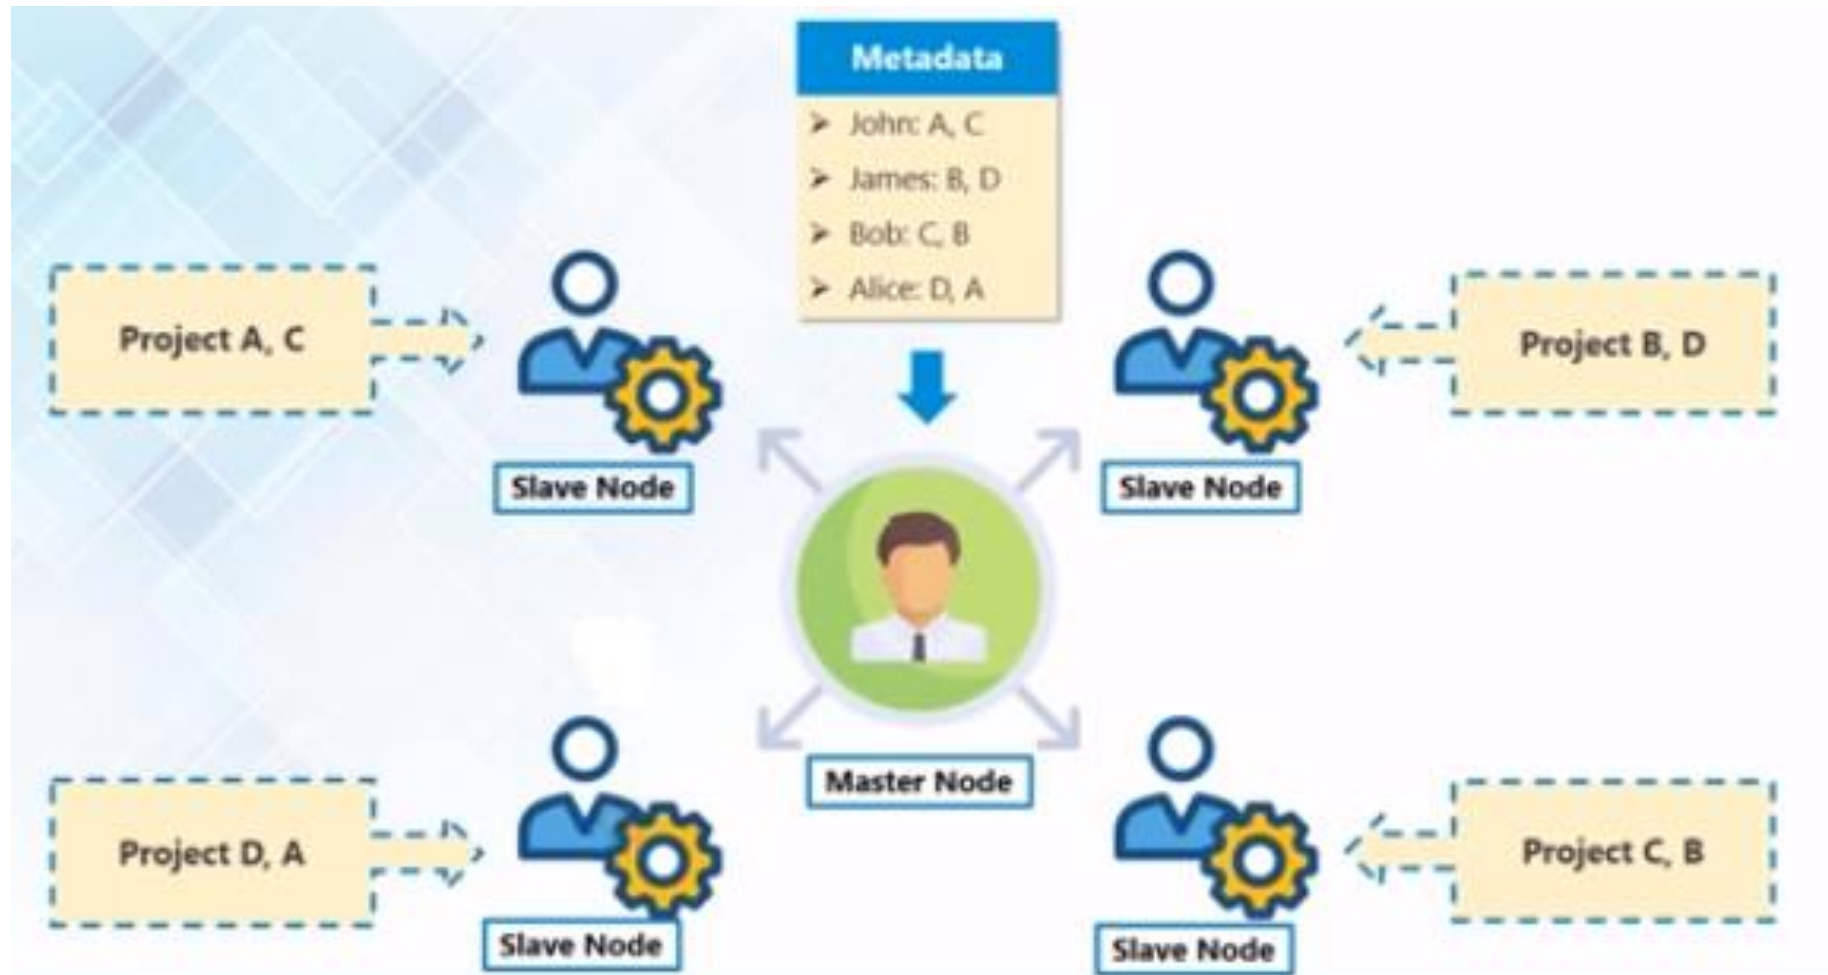 Metadata
➢ John: A, C
➢ James: B, D
➢ Bob: C, B
➢ Alice: D, A
Project A, C
Project B, D
Slave Node
Slave Node
Master Node
Project D, A
Project C, B
Slave Node
Slave Node